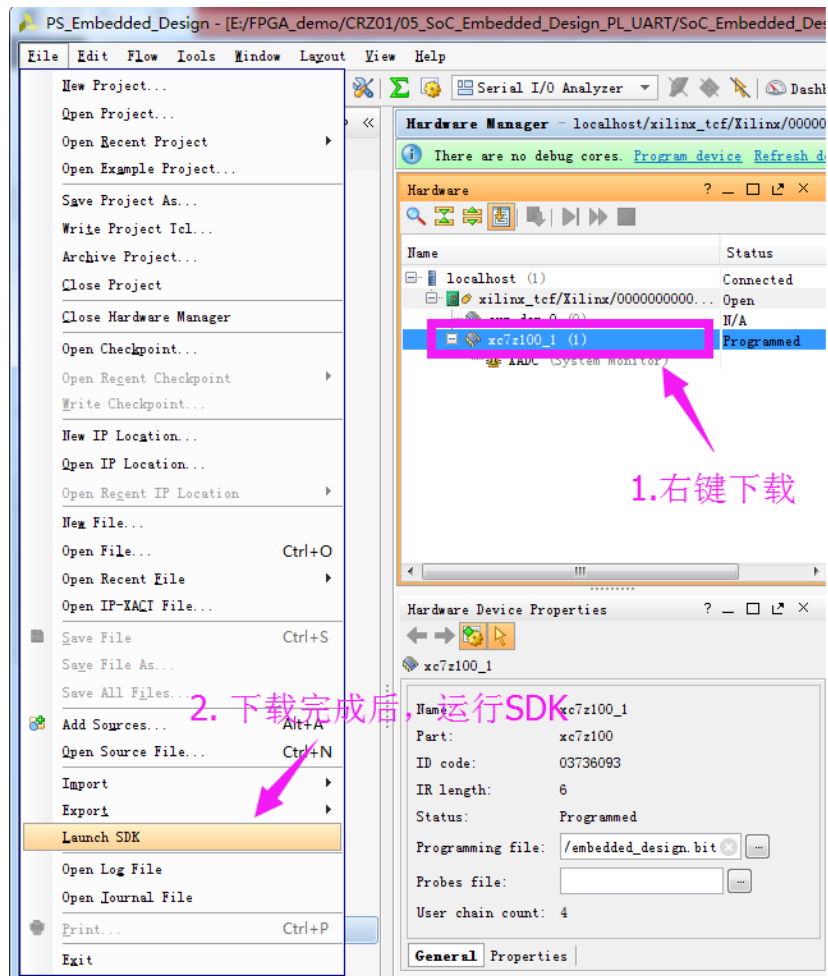 PS_Embedded_Design - [E:/FPGA_demo/CRZ01/05_SoC_Embedded_Design_PL_UART/SoC_Embedded_Des
File Edit Flow Tools Window Layout View Help
Serial I/O Analyzer
Dashb
New Project...
Open Project...
Open Recent Project
Open Example Project...
Save Project As...
Write Project Tcl...
Archive Project...
Close Project
Close Hardware Manager
Open Checkpoint...
Open Recent Checkpoint
Write Checkpoint...
New IP Location...
Open IP Location...
Open Recent IP Location
New File...
Open File... Ctrl+O
Open Recent File
Open IP-XACT File...
Save File Ctrl+S
Save File As...
Save All Files...
Add Sources... Alt+A
Open Source File... Ctrl+N
Import
Export
Launch SDK
Open Log File
Open Journal File
Print... Ctrl+P
Exit
2. 下载完成后，运行SDK
Hardware Manager - localhost/xilinx_tcf/Xilinx/00000
There are no debug cores. Program device Refresh d
Hardware
Name Status
localhost (1) Connected
xilinx_tcf/Xilinx/0000000000... Open
N/A
xc7z100_1 (1) Programmed
XADC (System Monitor)
1.右键下载
Hardware Device Properties
xc7z100_1
Name: xc7z100_1
Part: xc7z100
ID code: 03736093
IR length: 6
Status: Programmed
Programming file: /embedded_design.bit
Probes file:
User chain count: 4
General Properties